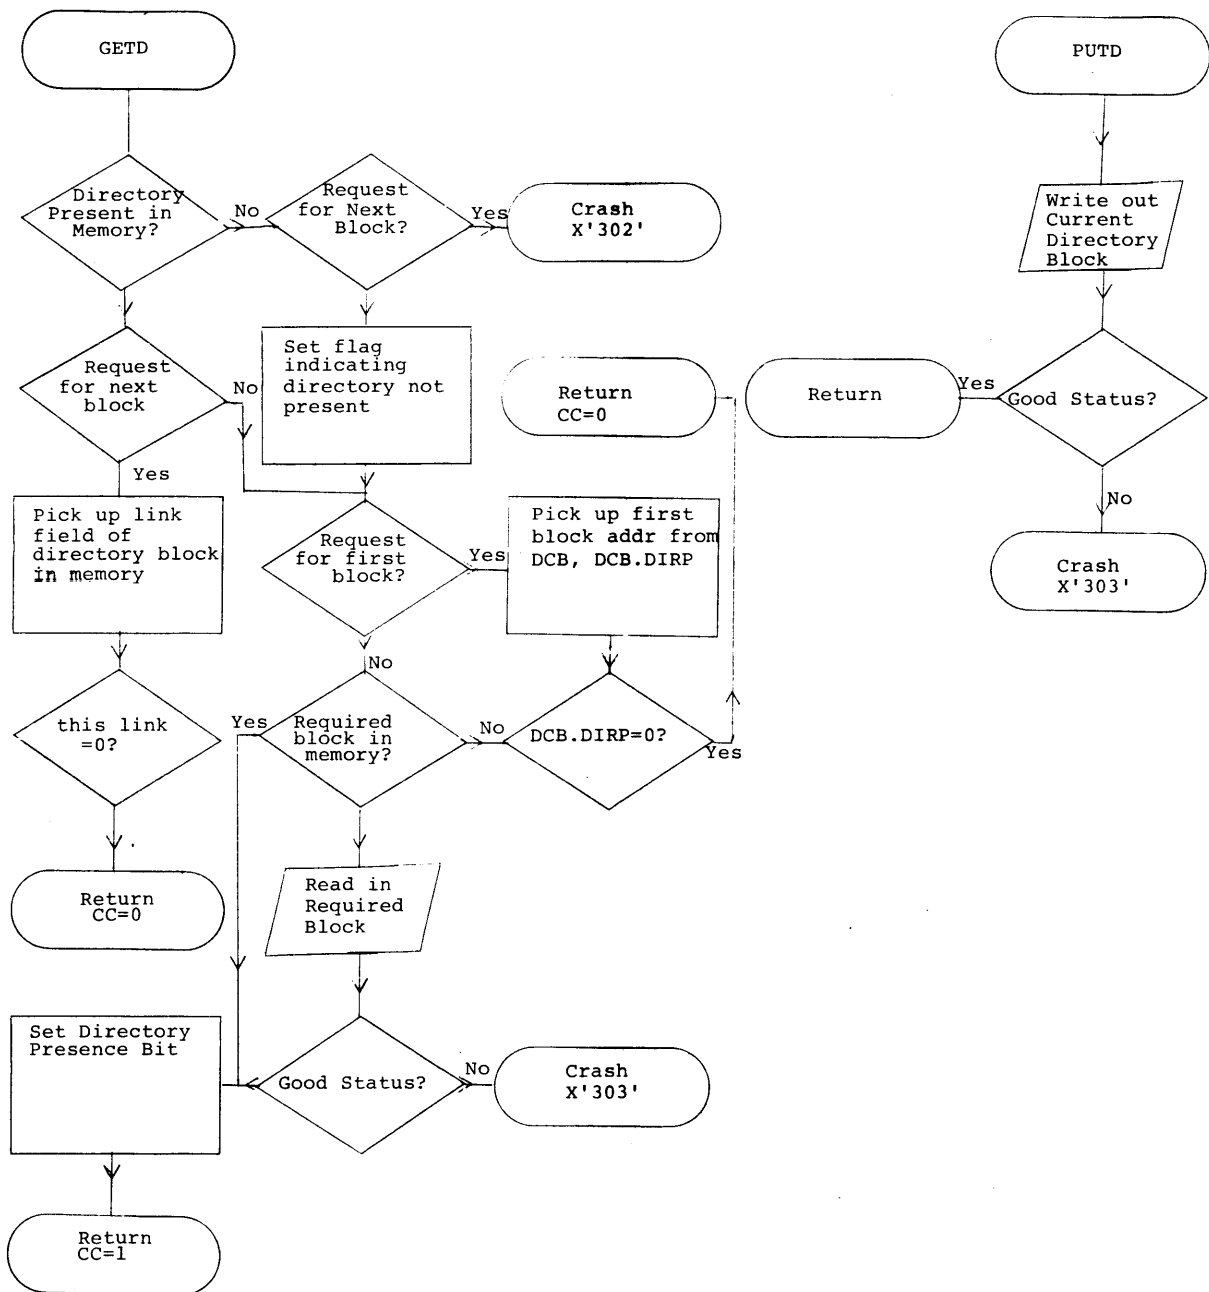 GETD
PUTD
Directory
Present in
Memory?
No
Request
for Next
Block?
Yes
Crash
X'302'
Write out
Current
Directory
Block
Request
for next
block
No
Yes
Set flag
indicating
directory not
present
Return
CC=0
Return
Yes
Good Status?
No
Crash
X'303'
Pick up link
field of
directory block
in memory
Request
for first
block?
Yes
No
Pick up first
block addr from
DCB, DCB.DIRP
this link
=0?
Yes
Required
block in
memory?
No
DCB.DIRP=0?
Yes
Return
CC=0
Read in
Required
Block
Set Directory
Presence Bit
Good Status?
No
Crash
X'303'
Return
CC=1